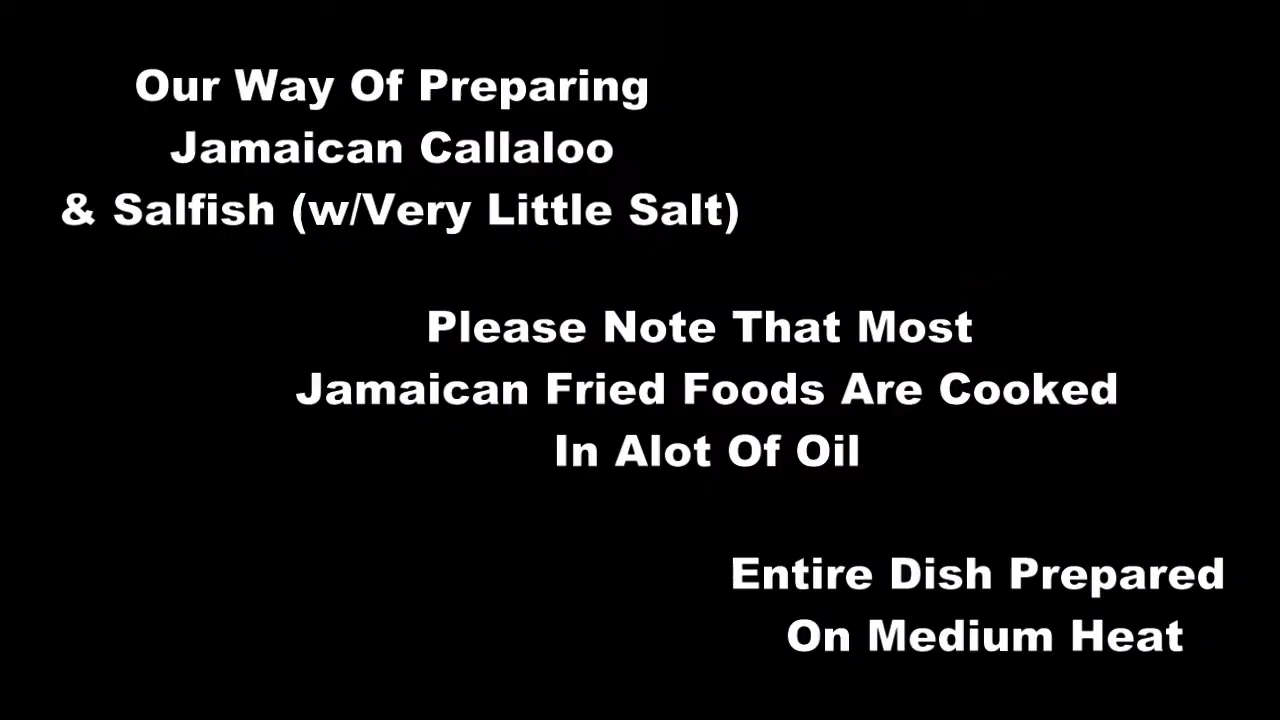 Our Way Of Preparing
Jamaican Callaloo
& Salfish (w/Very Little Salt)
Please Note That Most
Jamaican Fried Foods Are Cooked
In Alot Of Oil
Entire Dish Prepared
On Medium Heat